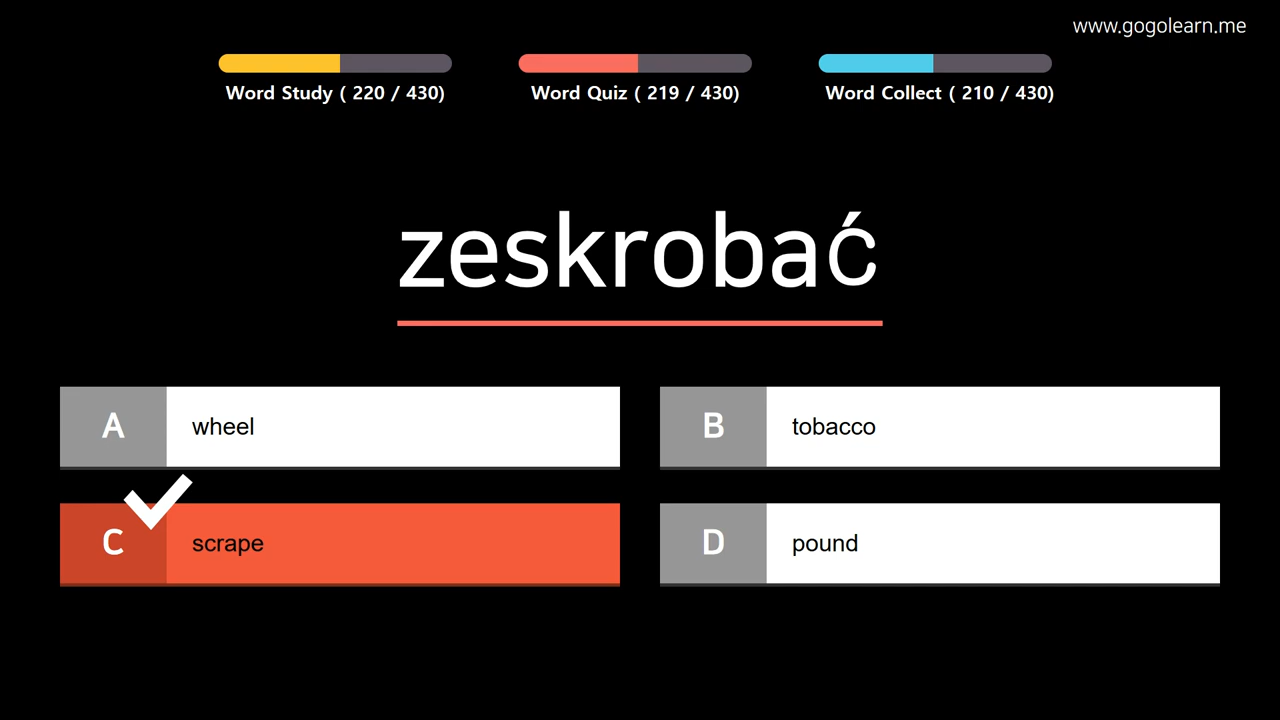 www.gogolearn.me
Word Study ( 220 / 430)
Word Quiz ( 219 / 430)
Word Collect ( 210 / 430)
zeskrobać
A wheel
B tobacco
C scrape
D pound